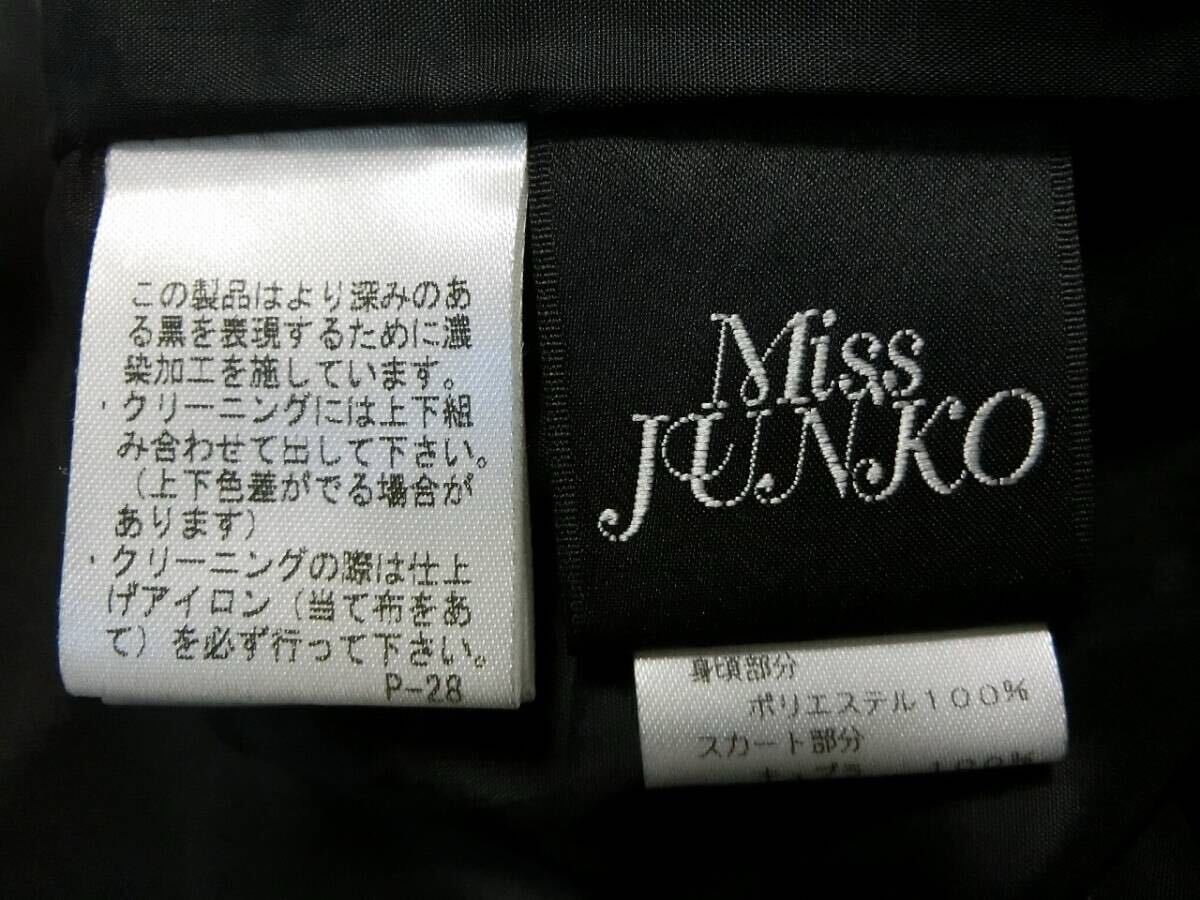 この製品はより深みのあ
る黒を表現するために濃
染加工を施しています。
・クリーニングには上下組
み合わせて出して下さい。
（上下色差がでる場合が
あります）
・クリーニングの際は仕上
げアイロン（当て布をあ
て）を必ず行って下さい。
P-28
Miss
JUNKO
身頃部分
ポリエステル１００％
スカート部分
キュプラ １００％